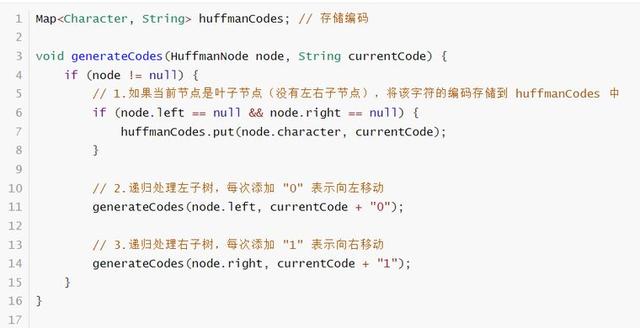 1 Map<Character, String> huffmanCodes; // 存储编码
2
3 void generateCodes(HuffmanNode node, String currentCode) {
4     if (node != null) {
5         // 1.如果当前节点是叶子节点（没有左右子节点），将该字符的编码存储到 huffmanCodes 中
6         if (node.left == null && node.right == null) {
7             huffmanCodes.put(node.character, currentCode);
8         }
9
10         // 2.递归处理左子树，每次添加 "0" 表示向左移动
11         generateCodes(node.left, currentCode + "0");
12
13         // 3.递归处理右子树，每次添加 "1" 表示向右移动
14         generateCodes(node.right, currentCode + "1");
15     }
16 }
17